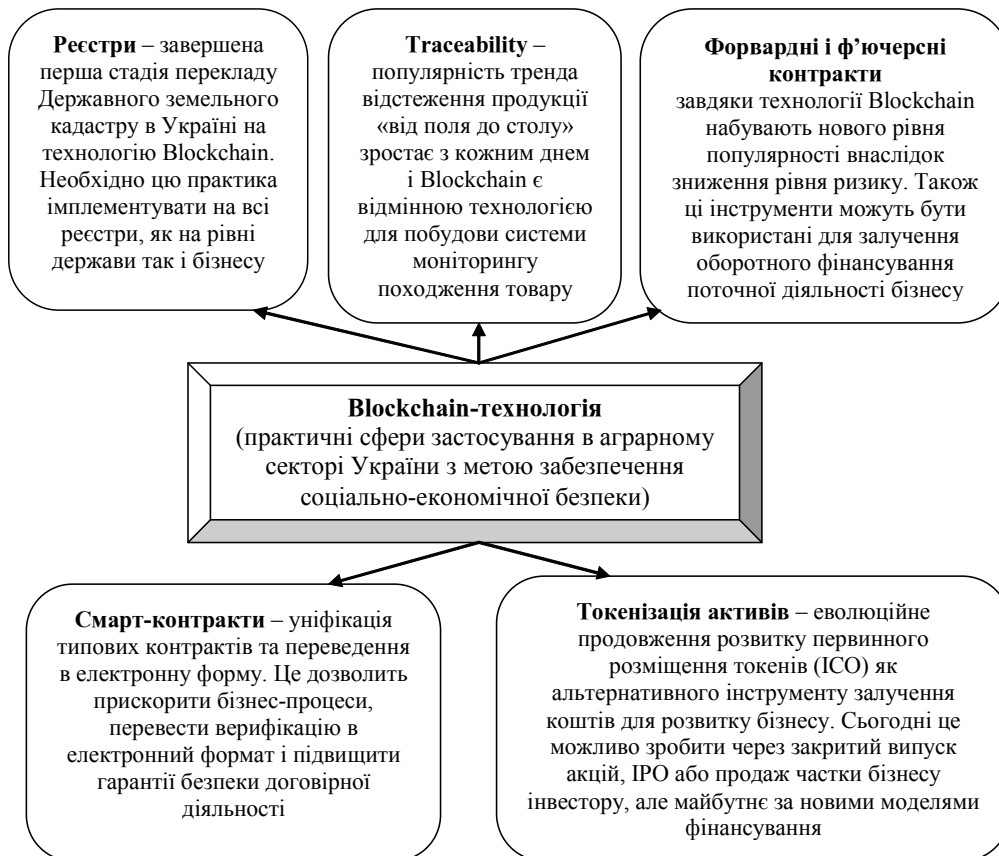 Реєстри – завершена
перша стадія перекладу
Державного земельного
кадастру в Україні на
технологію Blockchain.
Необхідно цю практика
імплементувати на всі
реєстри, як на рівні
держави так і бізнесу
Traceability –
популярність тренда
відстеження продукції
«від поля до столу»
зростає з кожним днем
і Blockchain є
відмінною технологією
для побудови системи
моніторингу
походження товару
Форвардні і ф’ючерсні
контракти
завдяки технології Blockchain
набувають нового рівня
популярності внаслідок
зниження рівня ризику. Також
ці інструменти можуть бути
використані для залучення
оборотного фінансування
поточної діяльності бізнесу
Blockchain-технологія
(практичні сфери застосування в аграрному
секторі України з метою забезпечення
соціально-економічної безпеки)
Смарт-контракти – уніфікація
типових контрактів та переведення
в електронну форму. Це дозволить
прискорити бізнес-процеси,
перевести верифікацію в
електронний формат і підвищити
гарантії безпеки договірної
діяльності
Токенізація активів – еволюційне
продовження розвитку первинного
розміщення токенів (ICO) як
альтернативного інструменту залучення
коштів для розвитку бізнесу. Сьогодні це
можливо зробити через закритий випуск
акцій, IPO або продаж частки бізнесу
інвестору, але майбутнє за новими моделями
фінансування